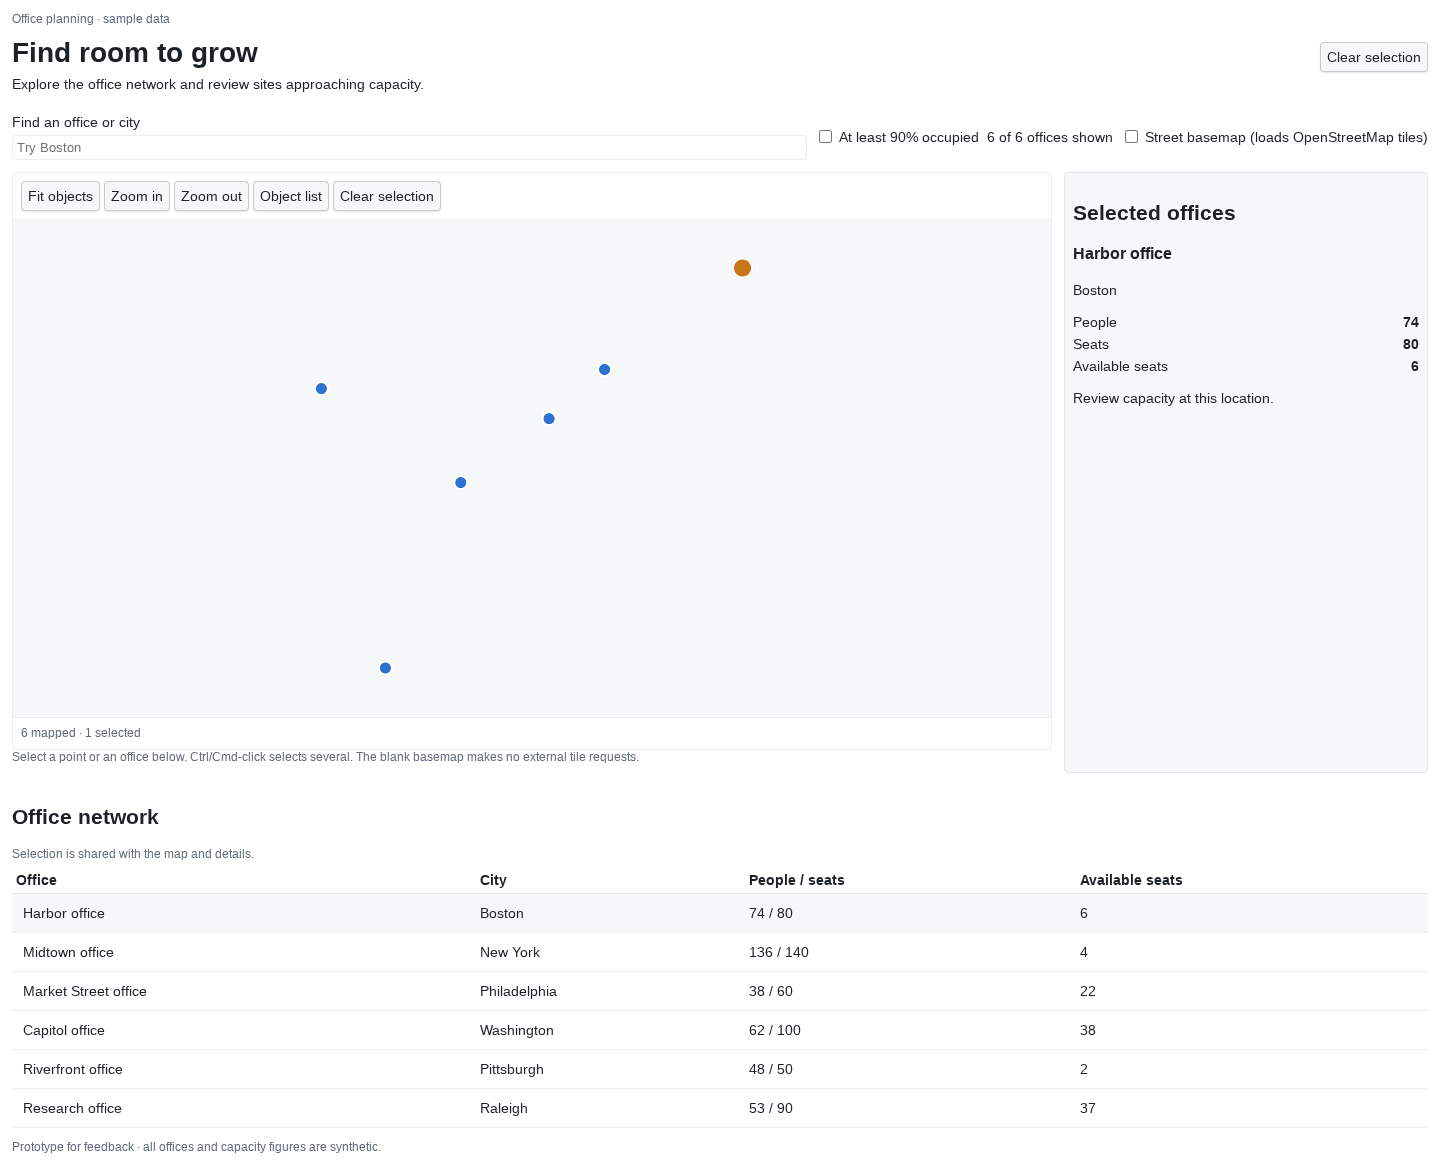 Office planning · sample data
Find room to grow
Clear selection
Explore the office network and review sites approaching capacity.
Find an office or city
Try Boston
At least 90% occupied 6 of 6 offices shown
Street basemap (loads OpenStreetMap tiles)
Fit objects
Zoom in
Zoom out
Object list
Clear selection
6 mapped · 1 selected
Select a point or an office below. Ctrl/Cmd-click selects several. The blank basemap makes no external tile requests.
Selected offices
Harbor office
Boston
People 74
Seats 80
Available seats 6
Review capacity at this location.
Office network
Selection is shared with the map and details.
Office City People / seats Available seats
Harbor office Boston 74 / 80 6
Midtown office New York 136 / 140 4
Market Street office Philadelphia 38 / 60 22
Capitol office Washington 62 / 100 38
Riverfront office Pittsburgh 48 / 50 2
Research office Raleigh 53 / 90 37
Prototype for feedback · all offices and capacity figures are synthetic.